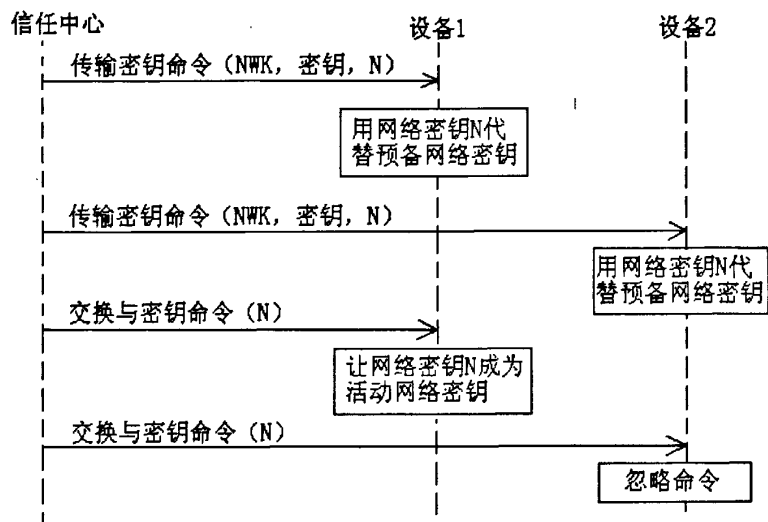 信任中心
设备1
设备2
传输密钥命令（NWK，密钥，N）
用网络密钥N代
替预备网络密钥
传输密钥命令（NWK，密钥，N）
用网络密钥N代
替预备网络密钥
交换与密钥命令（N）
让网络密钥N成为
活动网络密钥
交换与密钥命令（N）
忽略命令